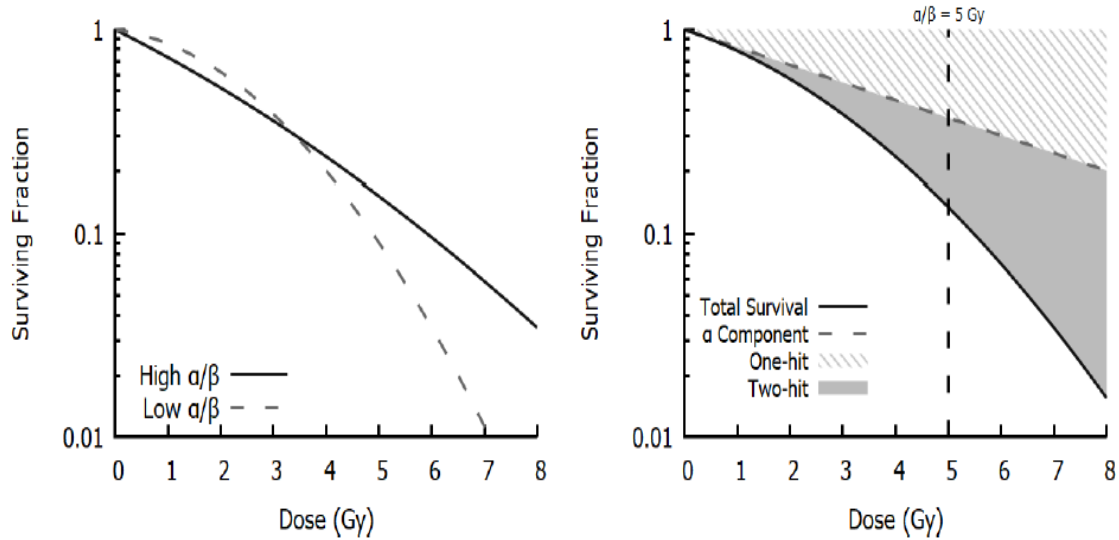 1
0.1
0.01
Surviving Fraction
High α/β
Low α/β
0 1 2 3 4 5 6 7 8
Dose (Gy)
α/β = 5 Gy
1
0.1
0.01
Surviving Fraction
Total Survival
α Component
One-hit
Two-hit
0 1 2 3 4 5 6 7 8
Dose (Gy)